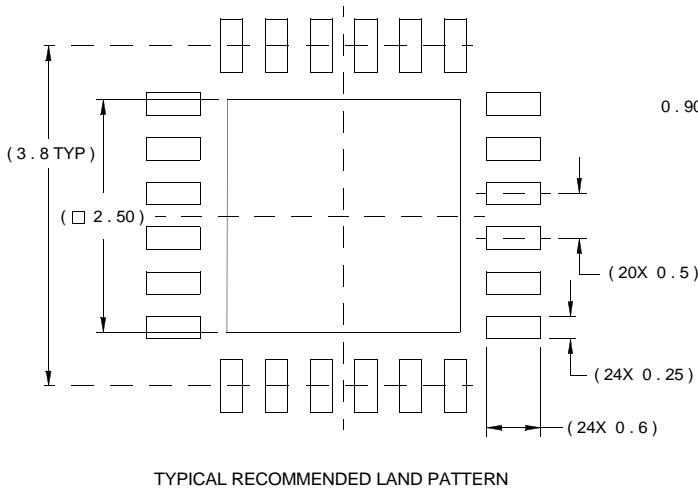 0.90
( 3 . 8 TYP )
( □ 2 . 50 )
( 20X 0 . 5 )
( 24X 0 . 25 )
( 24X 0 . 6 )
TYPICAL RECOMMENDED LAND PATTERN